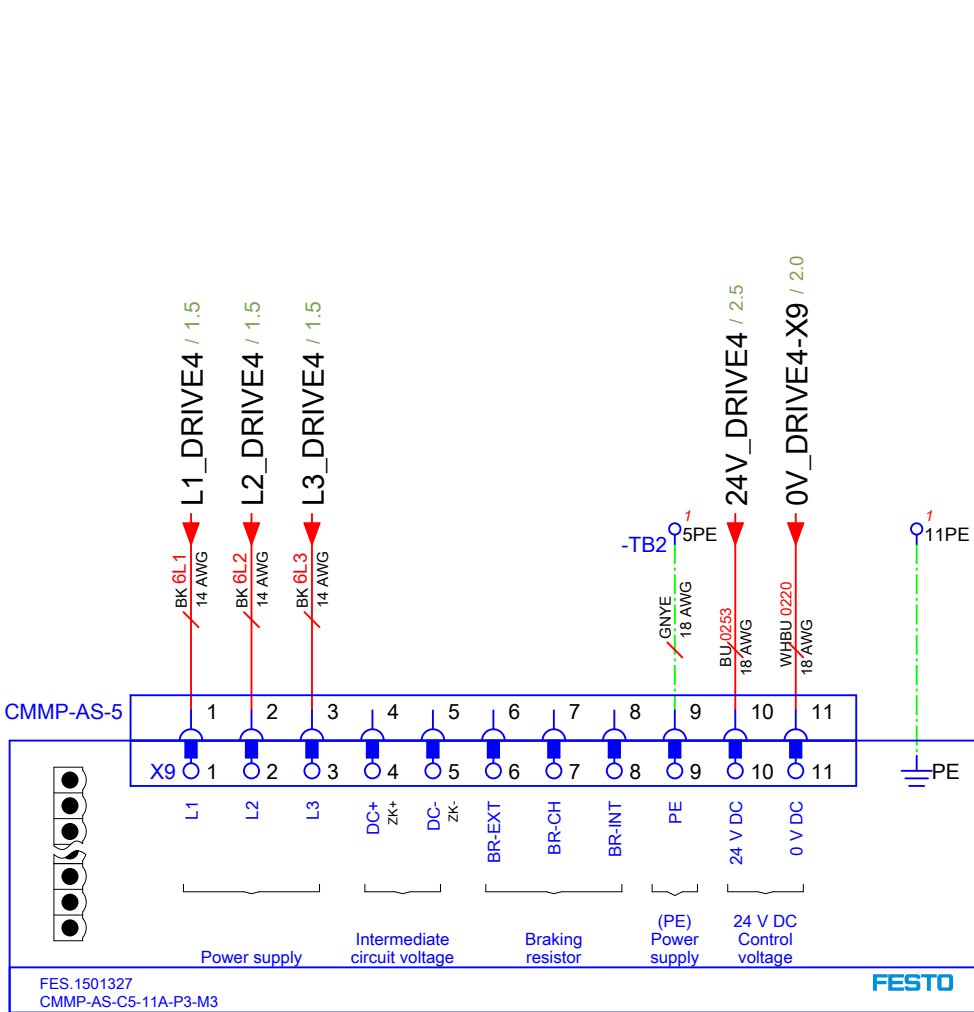 L1_DRIVE4 / 1.5
L2_DRIVE4 / 1.5
L3_DRIVE4 / 1.5
24V_DRIVE4 / 2.5
0V_DRIVE4-X9 / 2.0
BK 6L1
14 AWG
BK 6L2
14 AWG
BK 6L3
14 AWG
-TB2
1
5PE
GNYE
18 AWG
BU 0253
18 AWG
WHBU 0220
18 AWG
1
11PE
CMMP-AS-5
1 2 3 4 5 6 7 8 9 10 11
X9 1 2 3 4 5 6 7 8 9 10 11
PE
L1
L2
L3
DC+
ZK+
DC-
ZK-
BR-EXT
BR-CH
BR-INT
PE
24 V DC
0 V DC
Power supply
Intermediate
circuit voltage
Braking
resistor
(PE)
Power
supply
24 V DC
Control
voltage
FES.1501327
CMMP-AS-C5-11A-P3-M3
FESTO